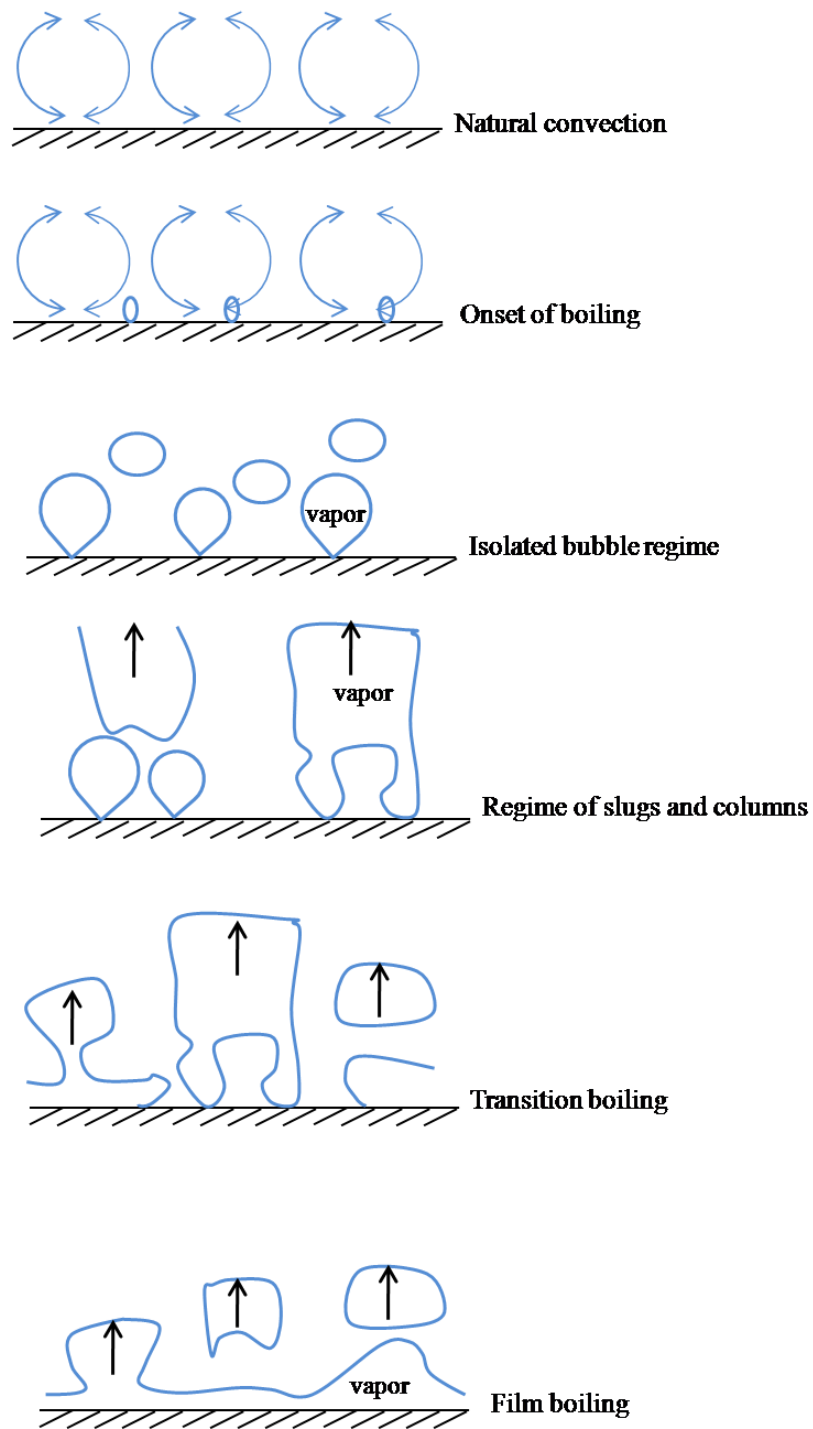 Natural convection
Onset of boiling
vapor
Isolated bubble regime
vapor
Regime of slugs and columns
Transition boiling
vapor
Film boiling